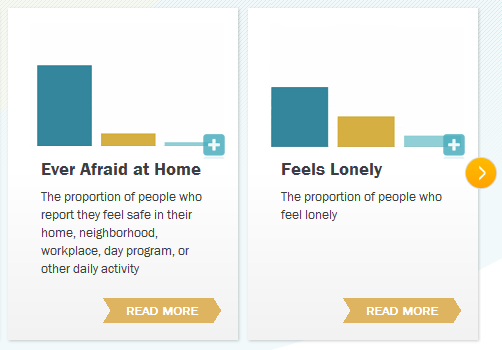 Ever Afraid at Home
The proportion of people who
report they feel safe in their
home, neighborhood,
workplace, day program, or
other daily activity
READ MORE
Feels Lonely
The proportion of people who
feel lonely
READ MORE